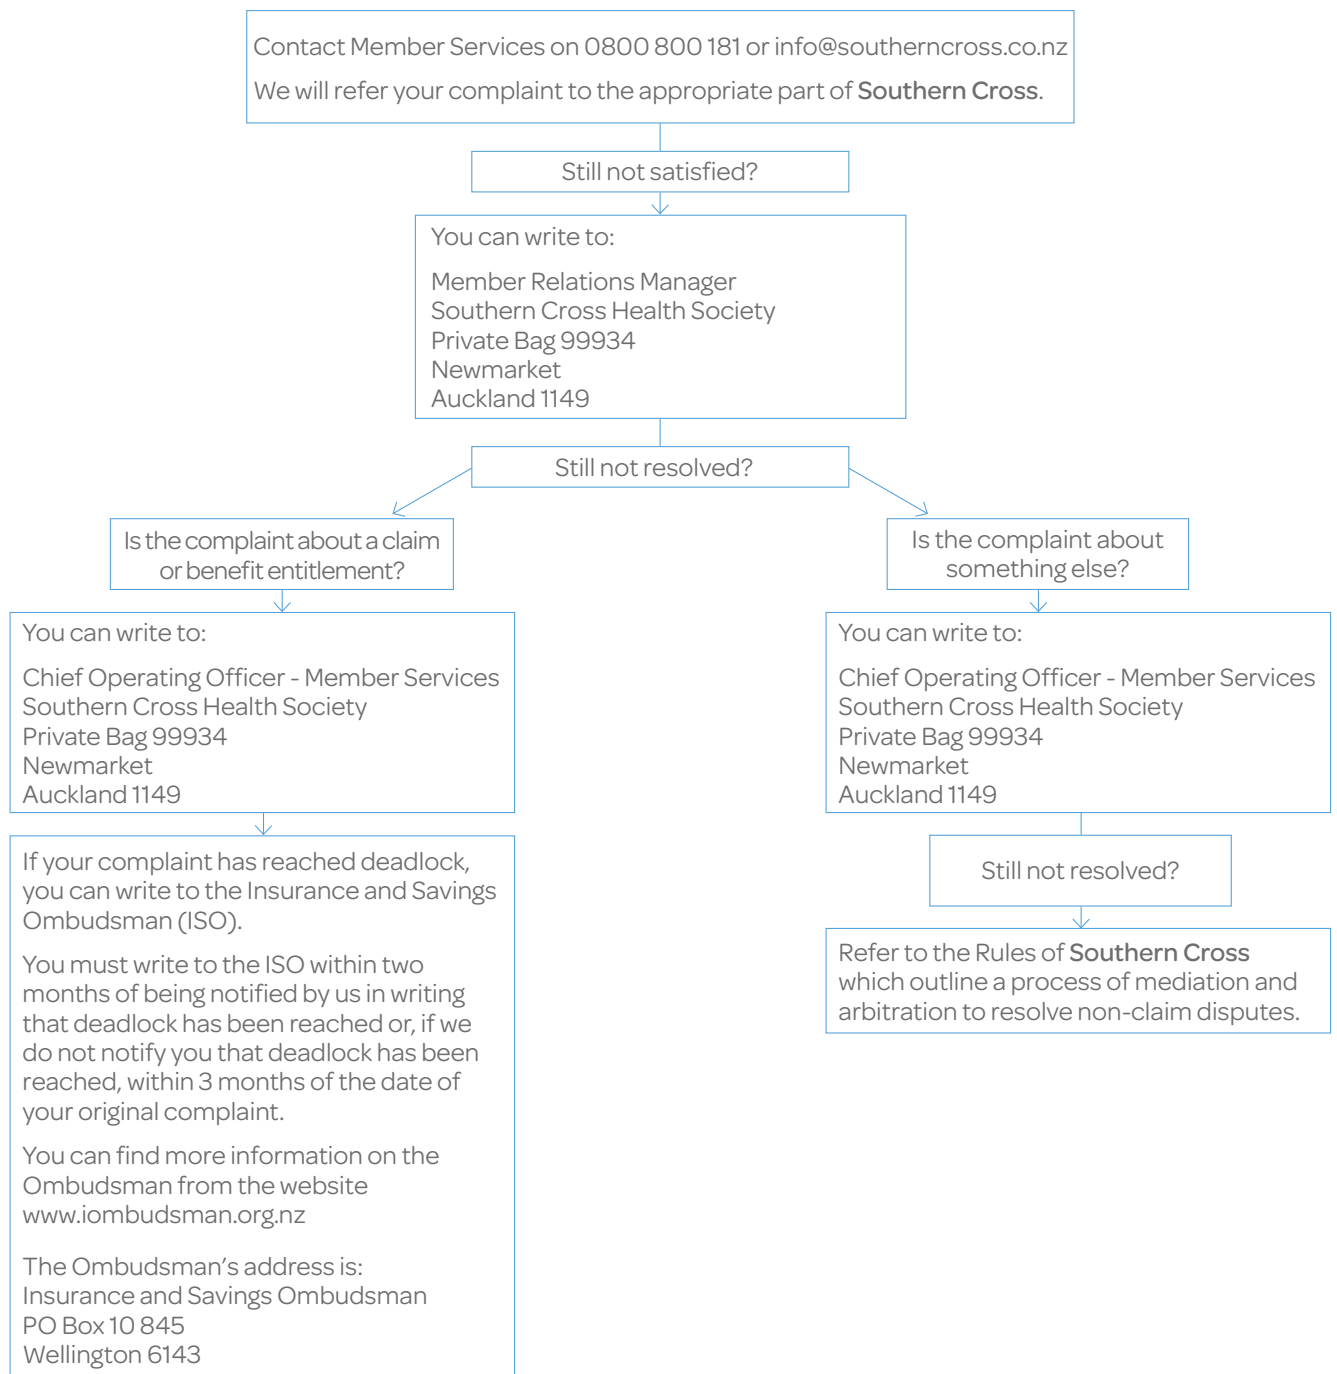 Contact Member Services on 0800 800 181 or info@southerncross.co.nz
We will refer your complaint to the appropriate part of Southern Cross.
Still not satisfied?
You can write to:
Member Relations Manager
Southern Cross Health Society
Private Bag 99934
Newmarket
Auckland 1149
Still not resolved?
Is the complaint about a claim
or benefit entitlement?
You can write to:
Chief Operating Officer - Member Services
Southern Cross Health Society
Private Bag 99934
Newmarket
Auckland 1149
If your complaint has reached deadlock,
you can write to the Insurance and Savings
Ombudsman (ISO).
You must write to the ISO within two
months of being notified by us in writing
that deadlock has been reached or, if we
do not notify you that deadlock has been
reached, within 3 months of the date of
your original complaint.
You can find more information on the
Ombudsman from the website
www.iombudsman.org.nz
The Ombudsman's address is:
Insurance and Savings Ombudsman
PO Box 10 845
Wellington 6143
Is the complaint about
something else?
You can write to:
Chief Operating Officer - Member Services
Southern Cross Health Society
Private Bag 99934
Newmarket
Auckland 1149
Still not resolved?
Refer to the Rules of Southern Cross
which outline a process of mediation and
arbitration to resolve non-claim disputes.